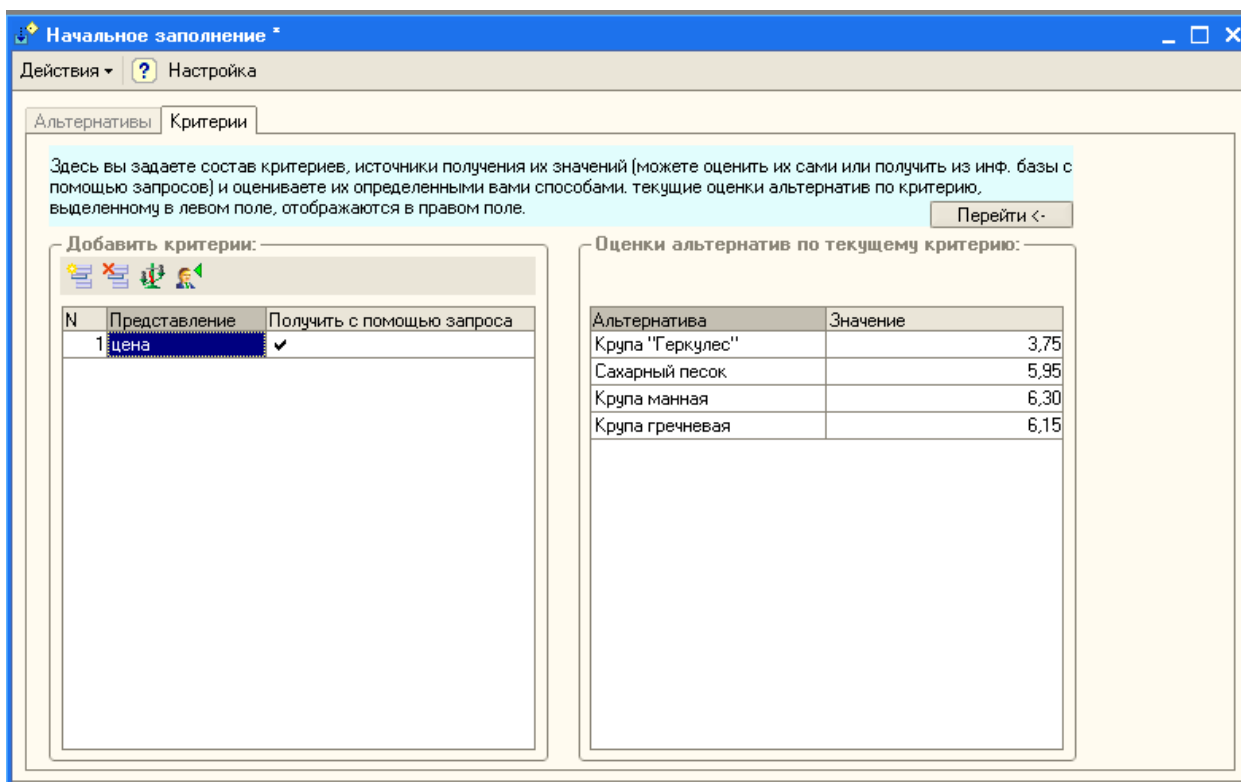 Начальное заполнение *
Действия ? Настройка
Альтернативы Критерии
Здесь вы задаете состав критериев, источники получения их значений (можете оценить их сами или получить из инф. базы с
помощью запросов) и оцениваете их определенными вами способами. текущие оценки альтернатив по критерию,
выделенному в левом поле, отображаются в правом поле.
Перейти <-
Добавить критерии:
N Представление Получить с помощью запроса
1 цена
Оценки альтернатив по текущему критерию:
Альтернатива Значение
Крупа "Геркулес" 3,75
Сахарный песок 5,95
Крупа манная 6,30
Крупа гречневая 6,15